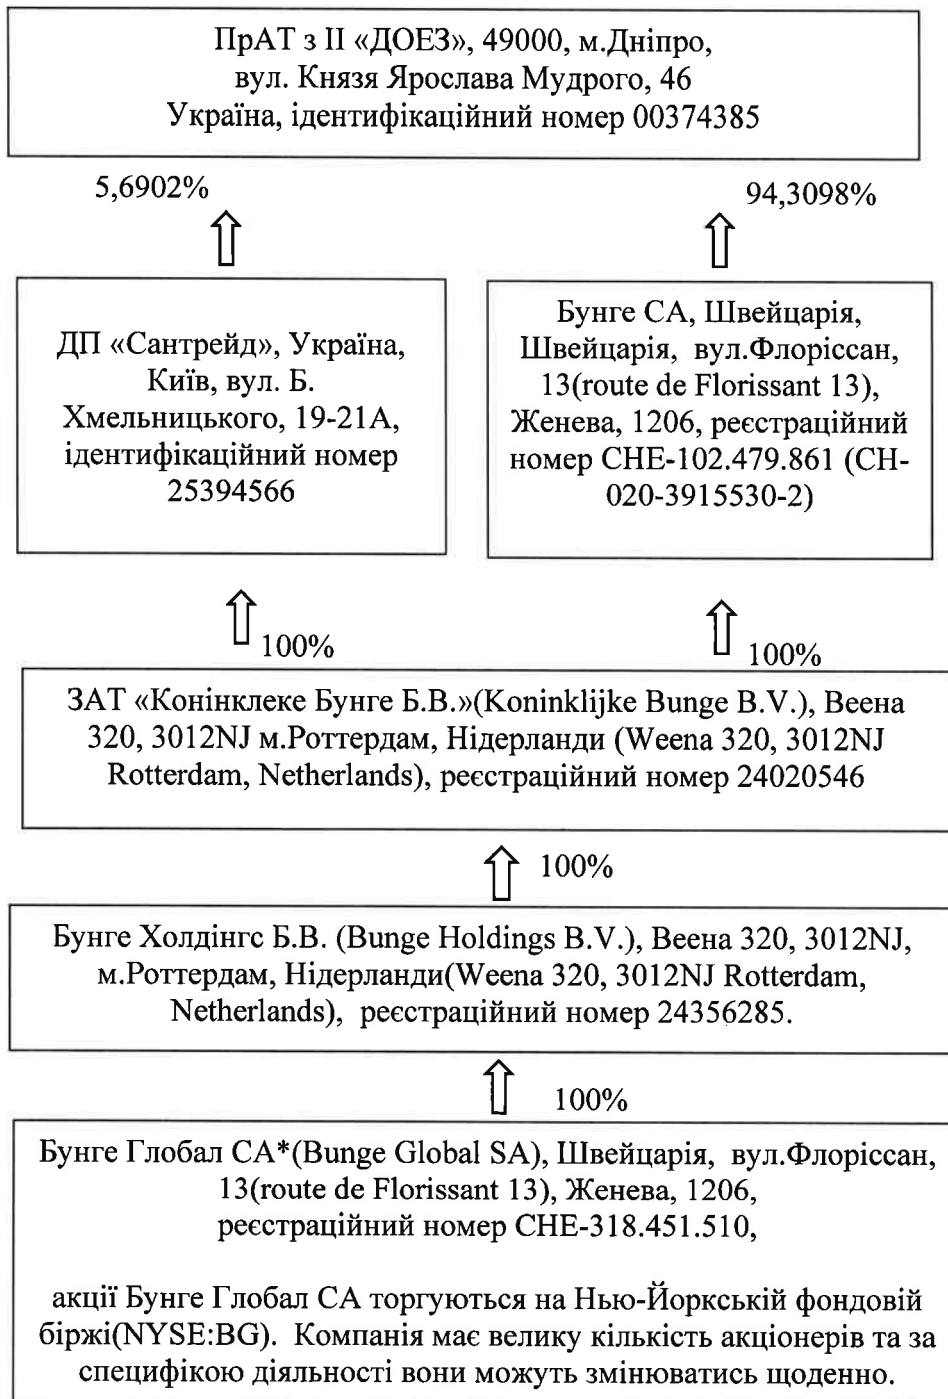 ПрАТ з ІІ «ДОЕЗ», 49000, м.Дніпро,
вул. Князя Ярослава Мудрого, 46
Україна, ідентифікаційний номер 00374385
5,6902%
94,3098%
ДП «Сантрейд», Україна,
Київ, вул. Б.
Хмельницького, 19-21А,
ідентифікаційний номер
25394566
Бунге СА, Швейцарія,
Швейцарія, вул.Флоріссан,
13(route de Florissant 13),
Женева, 1206, реєстраційний
номер CHE-102.479.861 (CH-
020-3915530-2)
100%
100%
ЗАТ «Конінклеке Бунге Б.В.»(Koninklijke Bunge B.V.), Веена
320, 3012NJ м.Роттердам, Нідерланди (Weena 320, 3012NJ
Rotterdam, Netherlands), реєстраційний номер 24020546
100%
Бунге Холдінгс Б.В. (Bunge Holdings B.V.), Веена 320, 3012NJ,
м.Роттердам, Нідерланди(Weena 320, 3012NJ Rotterdam,
Netherlands), реєстраційний номер 24356285.
100%
Бунге Глобал СА*(Bunge Global SA), Швейцарія, вул.Флоріссан,
13(route de Florissant 13), Женева, 1206,
реєстраційний номер CHE-318.451.510,
акції Бунге Глобал СА торгуються на Нью-Йоркській фондовій
біржі(NYSE:BG). Компанія має велику кількість акціонерів та за
специфікою діяльності вони можуть змінюватись щоденно.